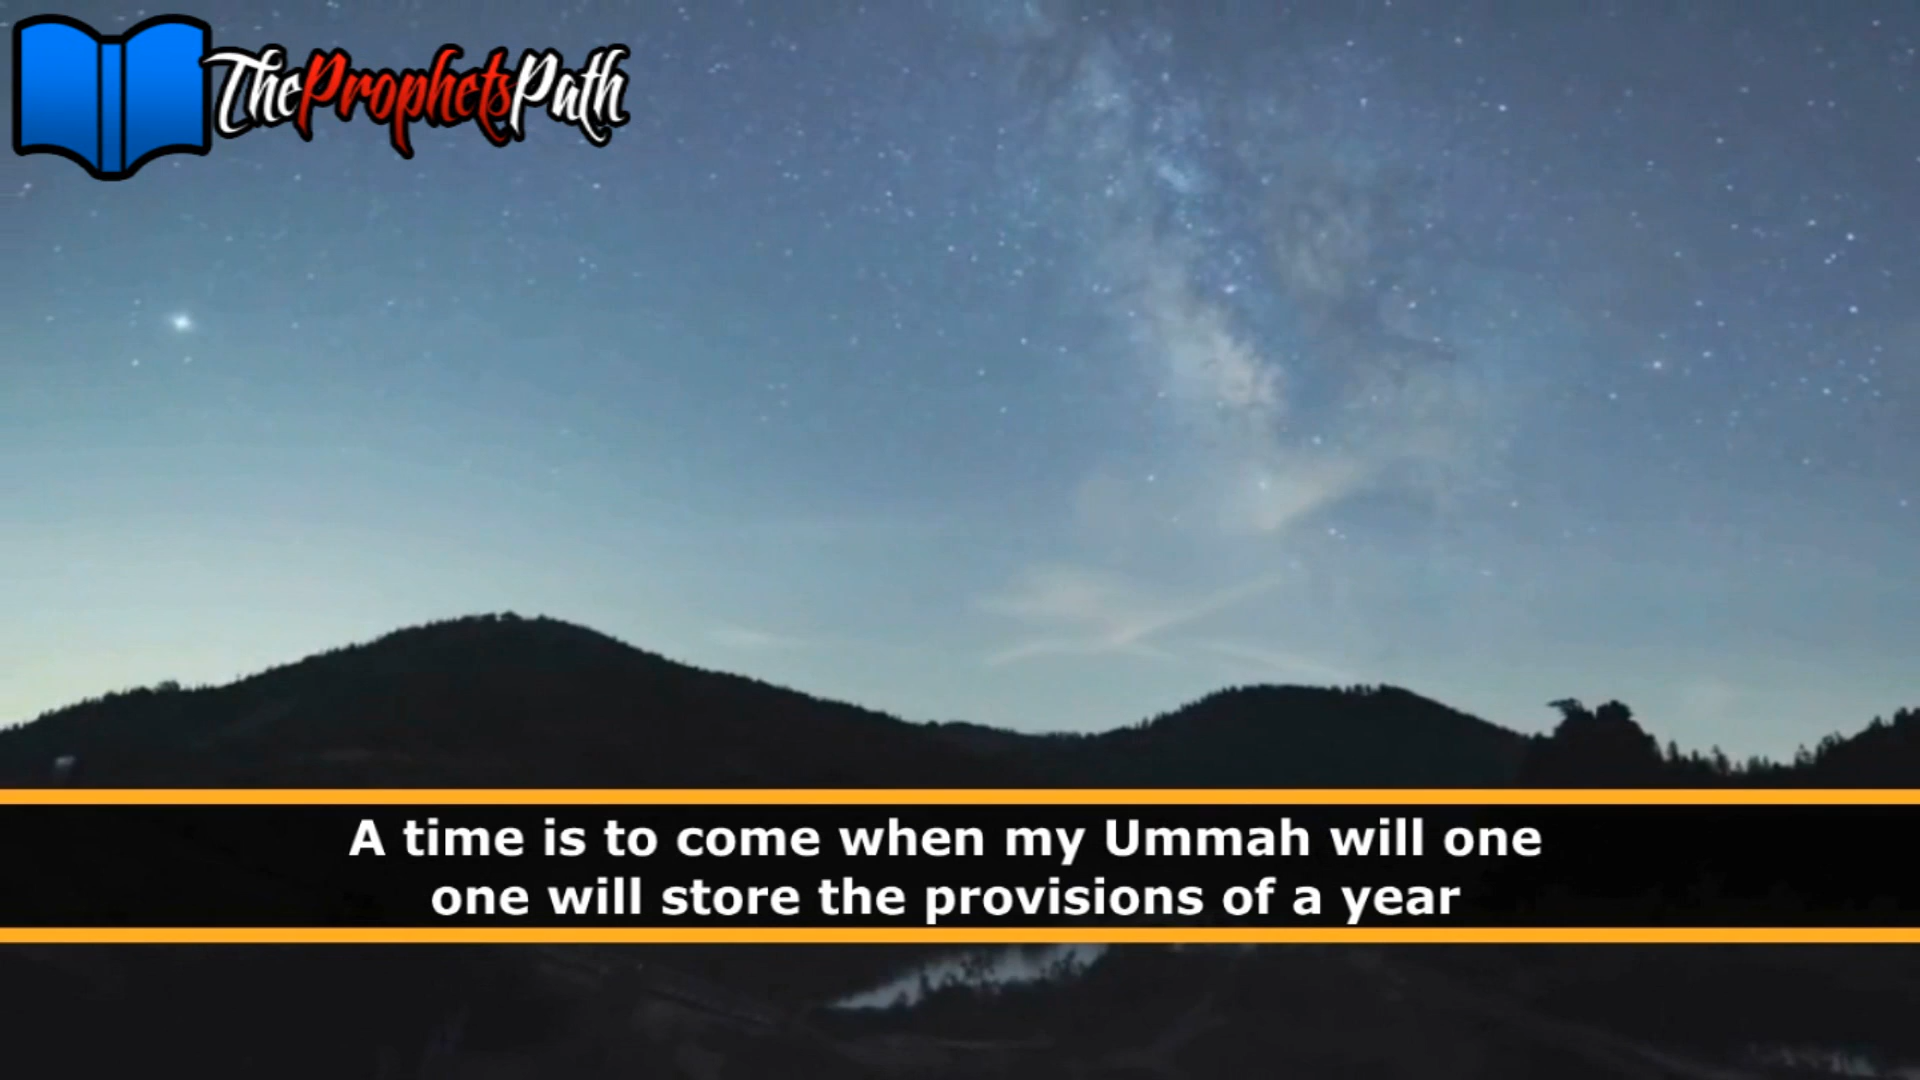 TheProphetsPath
A time is to come when my Ummah will one
one will store the provisions of a year